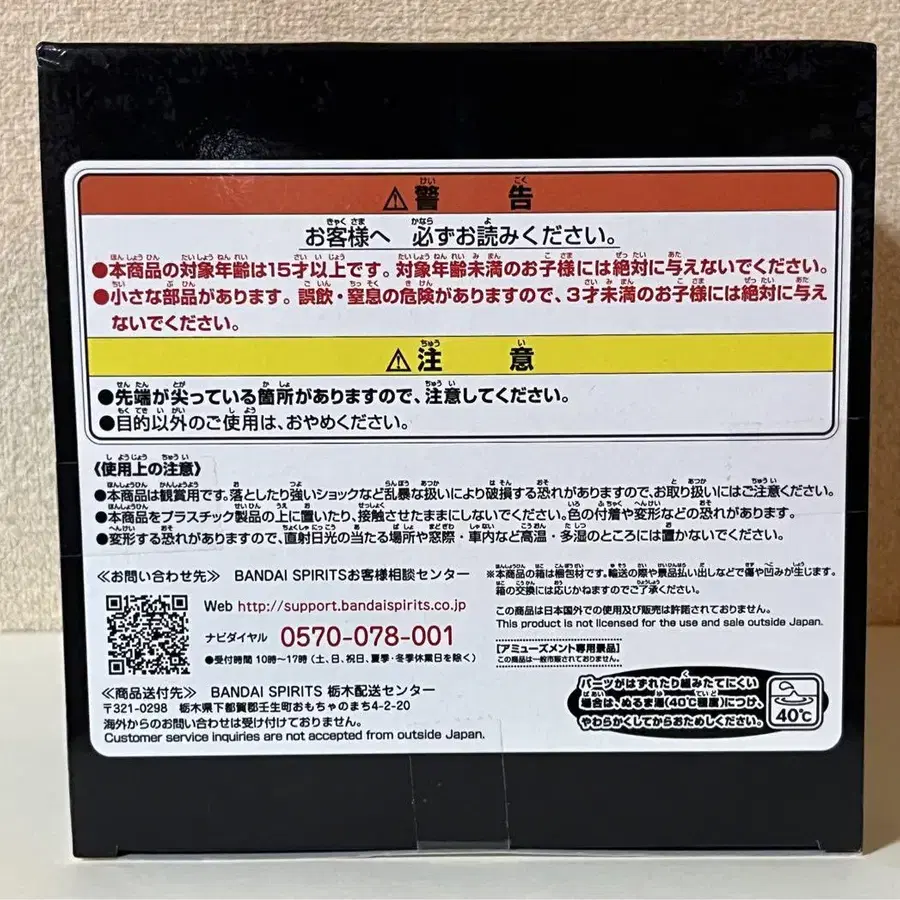 ⚠警告
お客様へ 必ずお読みください。
●本商品の対象年齢は15才以上です。対象年齢未満のお子様には絶対に与えないでください。
●小さな部品があります。誤飲・窒息の危険がありますので、3才未満のお子様には絶対に与え
ないでください。
⚠注意
●先端が尖っている箇所がありますので、注意してください。
●目的以外のご使用は、おやめください。
《使用上の注意》
●本商品は観賞用です。落としたり強いショックなど乱暴な扱いにより破損する恐れがありますので、お取り扱いにはご注意ください。
●本商品をプラスチック製品の上に置いたり、接触させたままにしないでください。色の付着や変形などの恐れがあります。
●変形する恐れがありますので、直射日光の当たる場所や窓際・車内など高温・多湿のところには置かないでください。
≪お問い合わせ先≫ BANDAI SPIRITSお客様相談センター
Web http://support.bandaispirits.co.jp
ナビダイヤル 0570-078-001
●受付時間 10時~17時(土、日、祝日、夏季・冬季休業日を除く)
≪商品送付先≫ BANDAI SPIRITS 栃木配送センター
〒321-0298 栃木県下都賀郡壬生町おもちゃのまち4-2-20
海外からのお問い合わせは受け付けておりません。
Customer service inquiries are not accepted from outside Japan.
※本商品の箱は梱包材です。輸送の際や景品払い出しなどで傷や凹みが生じます。
箱の交換には応じかねますのでご了承ください。
この商品は日本国外での使用及び販売は許諾されておりません。
This product is not licensed for the use and sale outside Japan.
[アミューズメント専用景品]
この商品は一般市販されておりません。
パーツがはずれたり組みたてにくい
場合は、ぬるま湯(40℃程度)につけ、
やわらかくしてからおためしください。
40℃